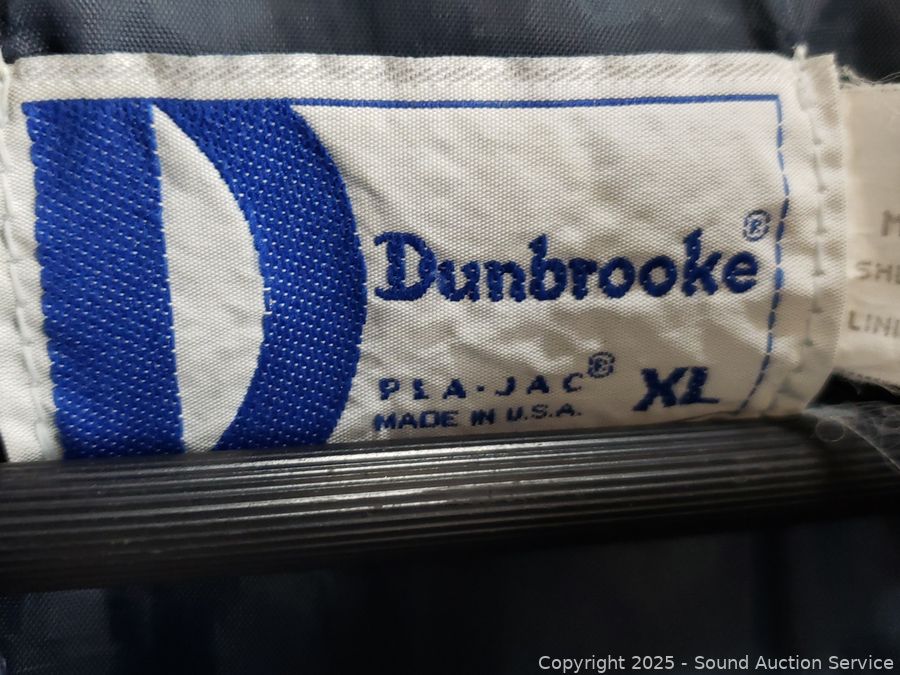 Dunbrooke®
PLA-JAC®
XL
MADE IN U.S.A.
Copyright 2025 - Sound Auction Service